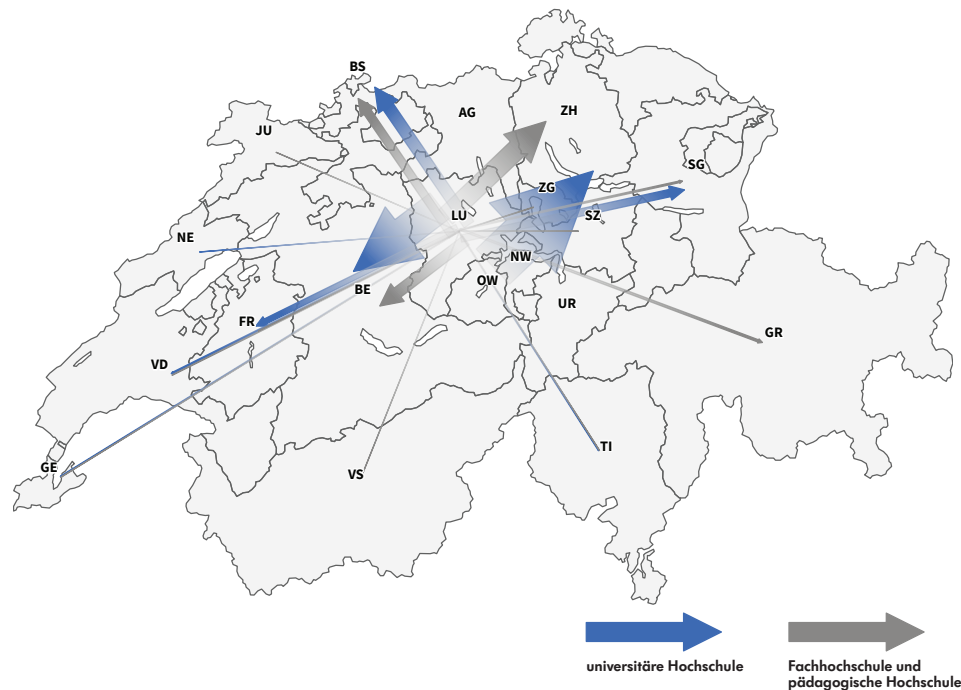 BS
AG
ZH
JU
SG
ZG
LU
SZ
NE
NW
OW
BE
UR
FR
GR
VD
TI
GE
VS
universitäre Hochschule
Fachhochschule und
pädagogische Hochschule